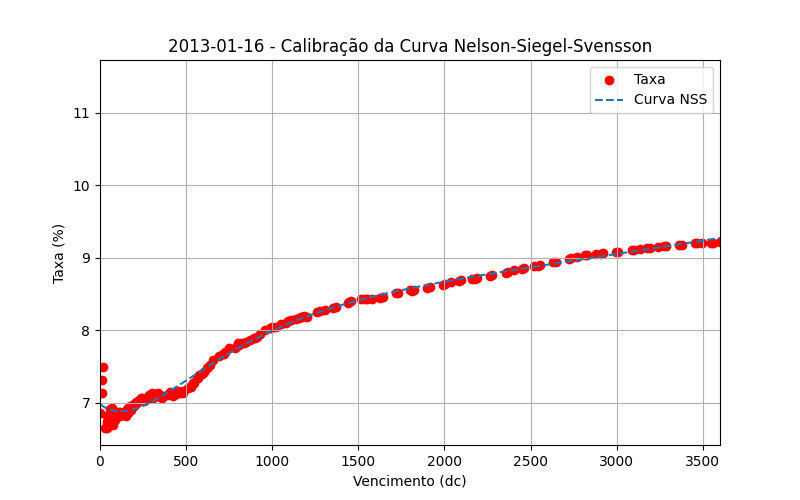 2013-01-16 - Calibração da Curva Nelson-Siegel-Svensson
Taxa
Curva NSS
Taxa (%)
11
10
9
8
7
0 500 1000 1500 2000 2500 3000 3500
Vencimento (dc)